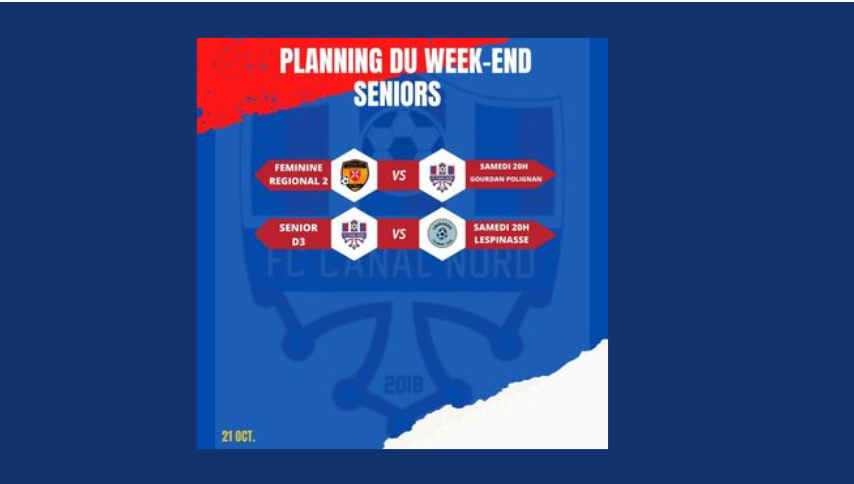 PLANNING DU WEEK-END
SENIORS
FEMININE
REGIONAL 2
VS
SAMEDI 20H
GOURDAN POLIGNAN
SENIOR
D3
VS
SAMEDI 20H
LESPINASSE
FC CANAL NORD
2018
21 OCT.